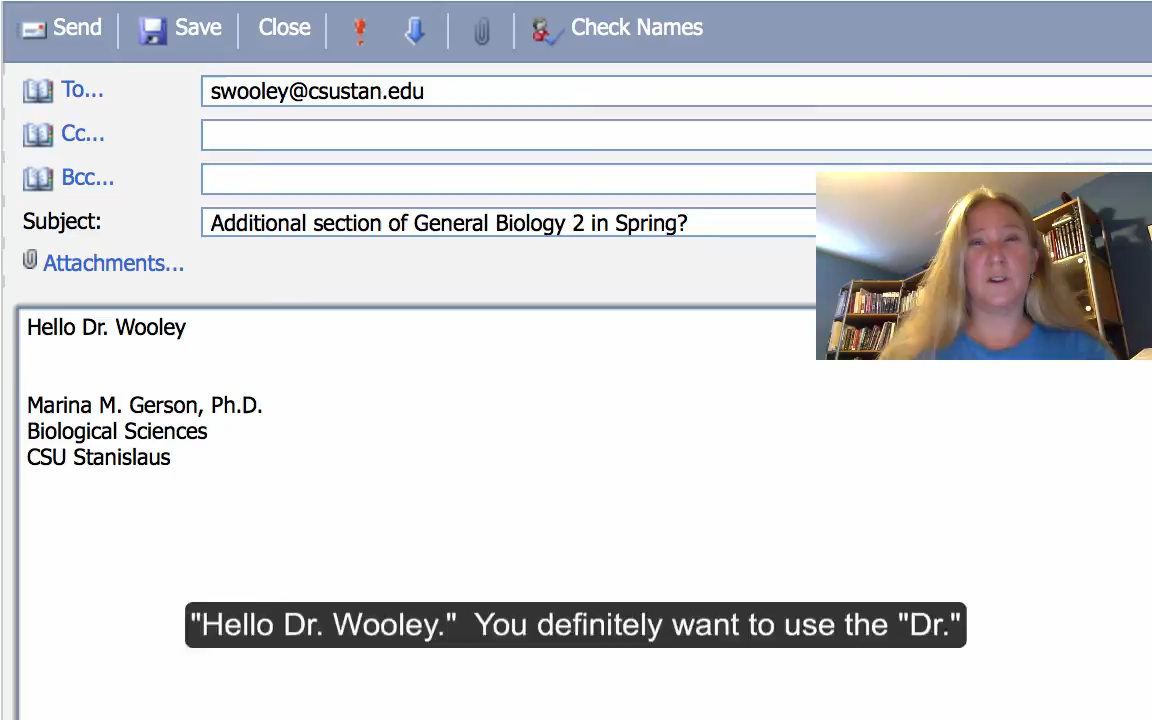 Send Save Close Check Names
To... swooley@csustan.edu
Cc...
Bcc...
Subject: Additional section of General Biology 2 in Spring?
Attachments...
Hello Dr. Wooley
Marina M. Gerson, Ph.D.
Biological Sciences
CSU Stanislaus
"Hello Dr. Wooley." You definitely want to use the "Dr."